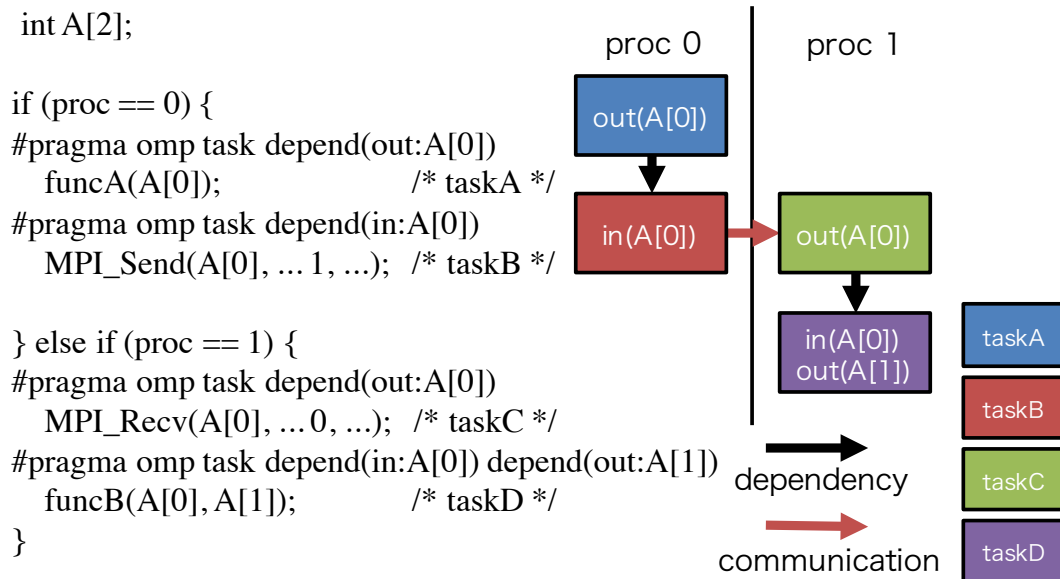 int A[2];
if (proc == 0) {
#pragma omp task depend(out:A[0])
funcA(A[0]); /* taskA */
#pragma omp task depend(in:A[0])
MPI_Send(A[0], ... 1, ...); /* taskB */
} else if (proc == 1) {
#pragma omp task depend(out:A[0])
MPI_Recv(A[0], ... 0, ...); /* taskC */
#pragma omp task depend(in:A[0]) depend(out:A[1])
funcB(A[0], A[1]); /* taskD */
}
proc 0
proc 1
out(A[0])
in(A[0])
out(A[0])
in(A[0])
out(A[1])
dependency
communication
taskA
taskB
taskC
taskD